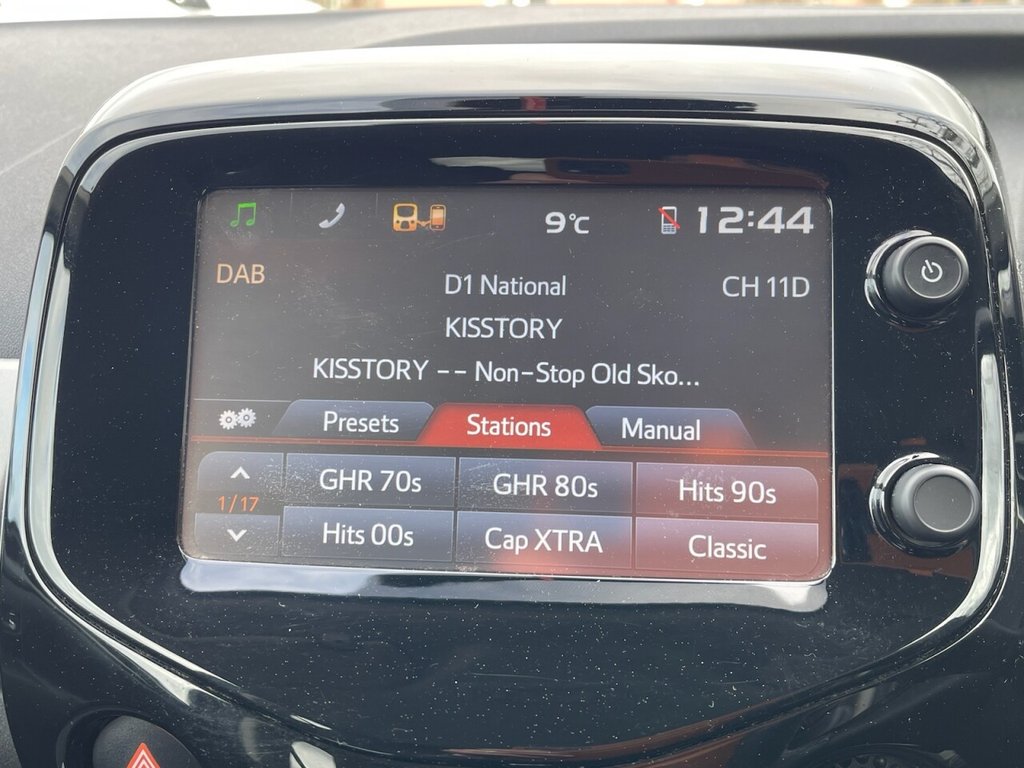 9°C 12:44
DAB D1 National CH 11D
KISSTORY
KISSTORY -- Non-Stop Old Sko...
Presets Stations Manual
GHR 70s GHR 80s Hits 90s
1/17
Hits 00s Cap XTRA Classic